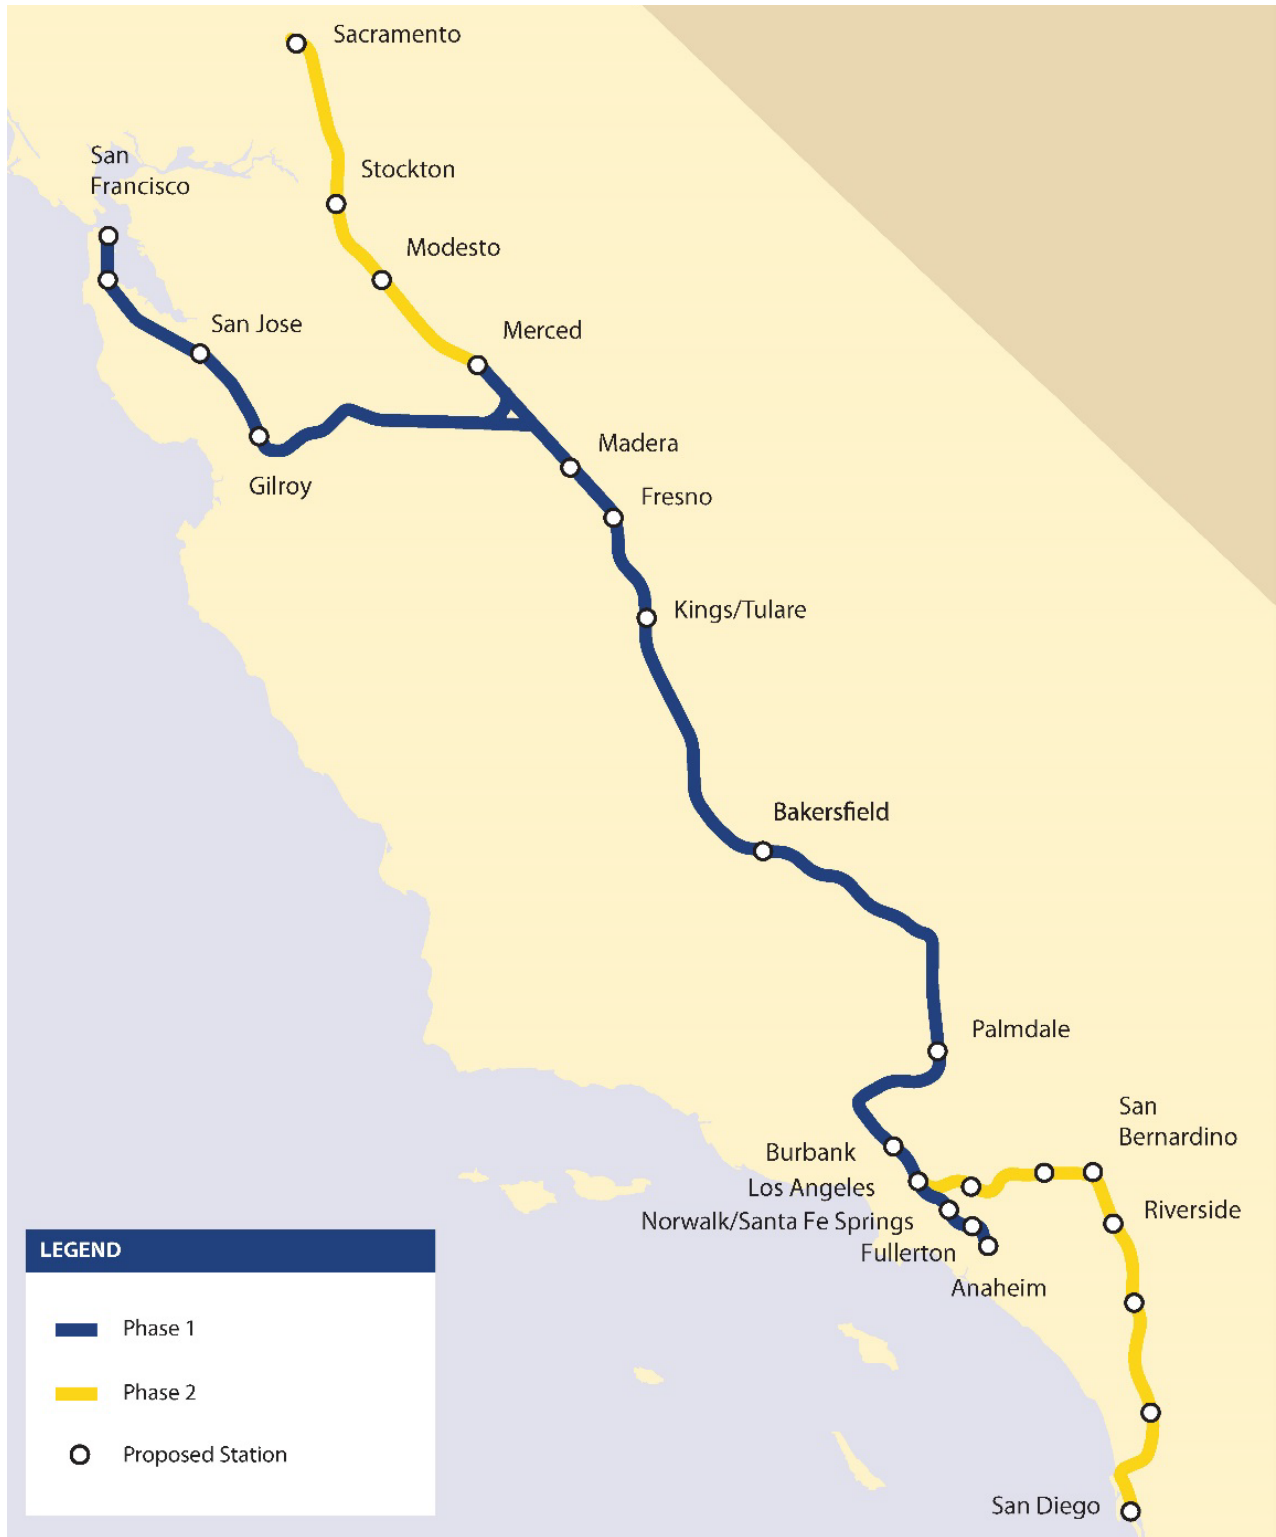 Sacramento
San
Francisco
Stockton
Modesto
San Jose
Merced
Madera
Gilroy
Fresno
Kings/Tulare
Bakersfield
Palmdale
San
Bernardino
Burbank
Los Angeles
Riverside
Norwalk/Santa Fe Springs
Fullerton
Anaheim
LEGEND
Phase 1
Phase 2
Proposed Station
San Diego